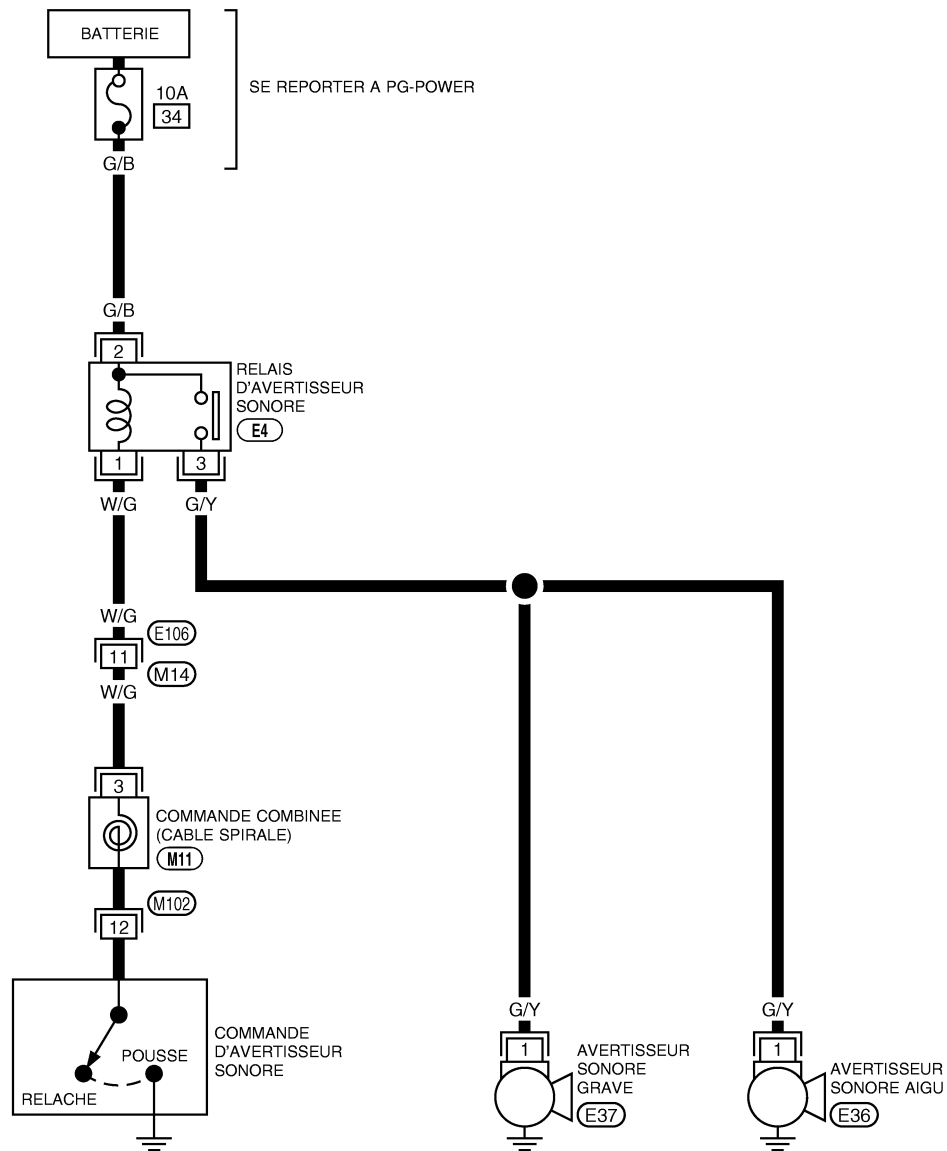 BATTERIE
SE REPORTER A PG-POWER
10A
34
G/B
G/B
2
RELAIS
D'AVERTISSEUR
SONORE
E4
1
3
W/G
G/Y
W/G
E106
11
M14
W/G
3
COMMANDE COMBINEE
(CABLE SPIRALE)
M11
M102
12
COMMANDE
D'AVERTISSEUR
SONORE
POUSSE
RELACHE
G/Y
1
AVERTISSEUR
SONORE
GRAVE
E37
G/Y
1
AVERTISSEUR
SONORE AIGU
E36